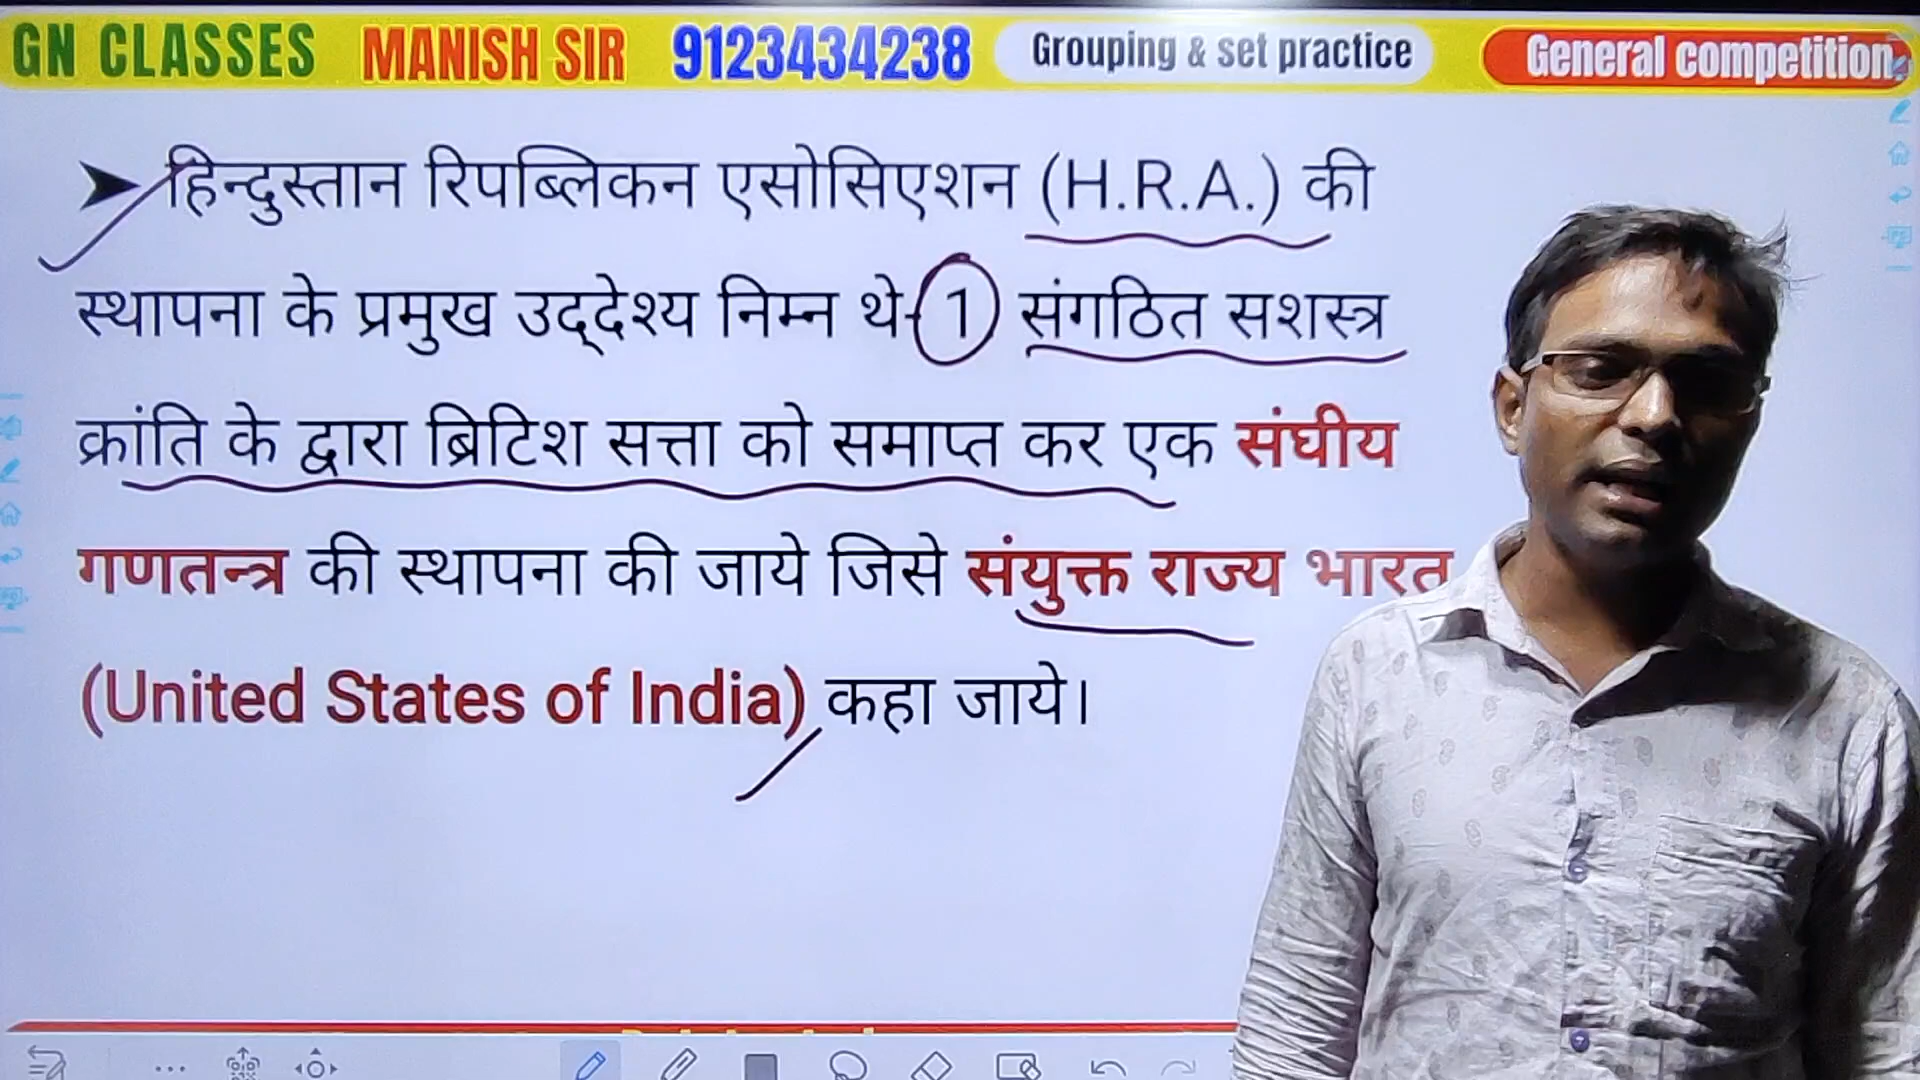 GN CLASSES MANISH SIR 9123434238 Grouping & set practice General competition
➤ हिन्दुस्तान रिपब्लिकन एसोसिएशन (H.R.A.) की
स्थापना के प्रमुख उद्देश्य निम्न थे- 1 संगठित सशस्त्र
क्रांति के द्वारा ब्रिटिश सत्ता को समाप्त कर एक संघीय
गणतन्त्र की स्थापना की जाये जिसे संयुक्त राज्य भारत
(United States of India) कहा जाये।